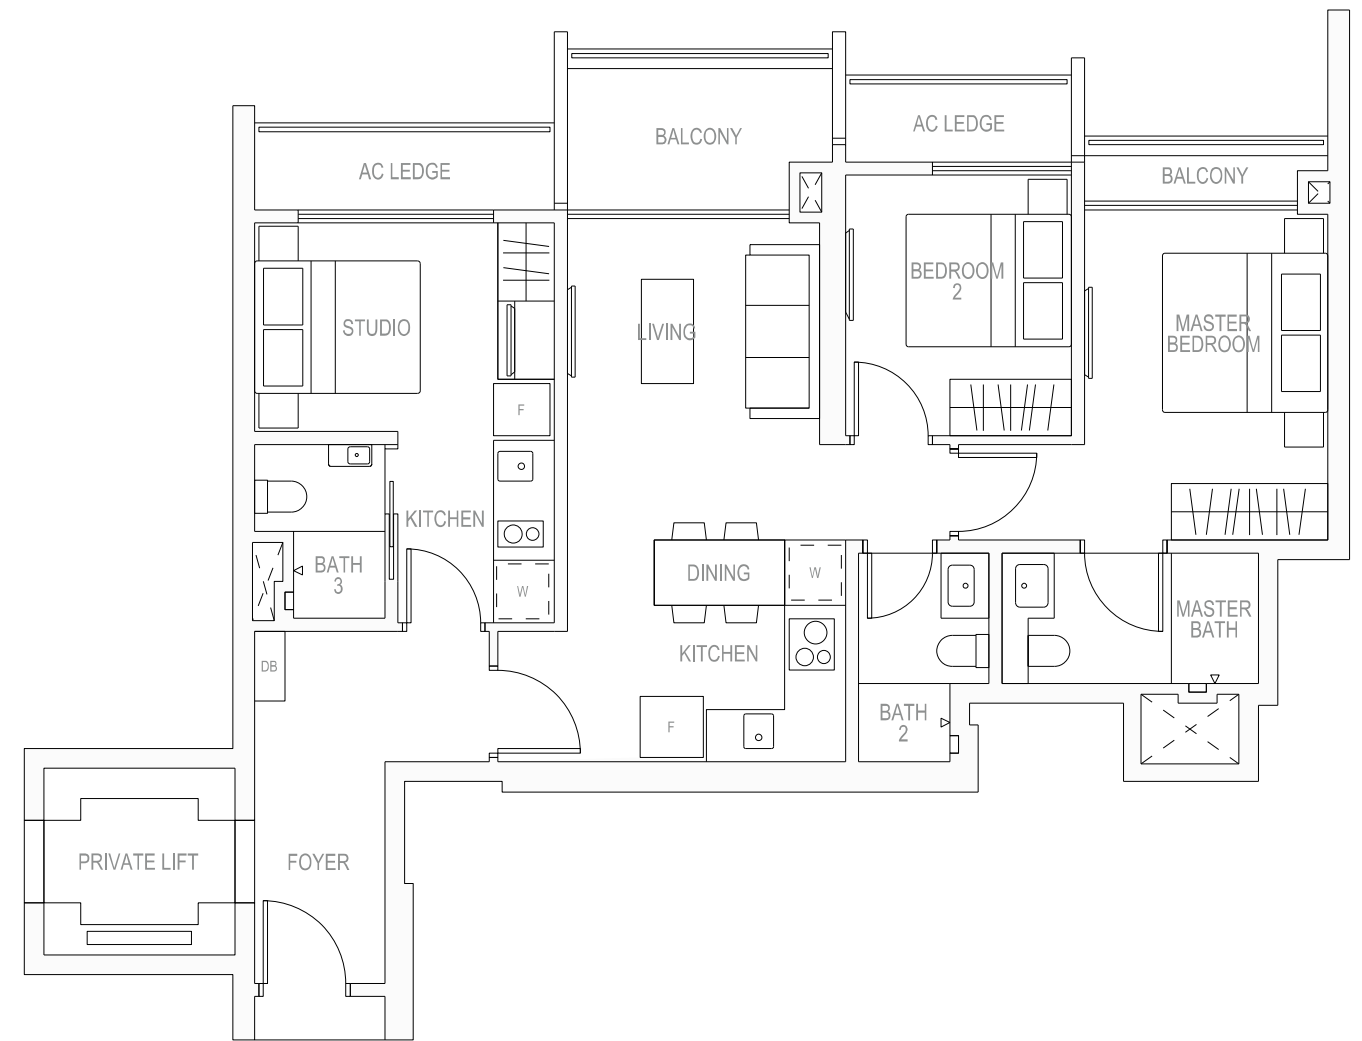 AC LEDGE
BALCONY
AC LEDGE
BALCONY
STUDIO
LIVING
BEDROOM
2
MASTER
BEDROOM
F
KITCHEN
BATH
3
W
DINING
W
MASTER
BATH
DB
KITCHEN
F
BATH
2
PRIVATE LIFT
FOYER